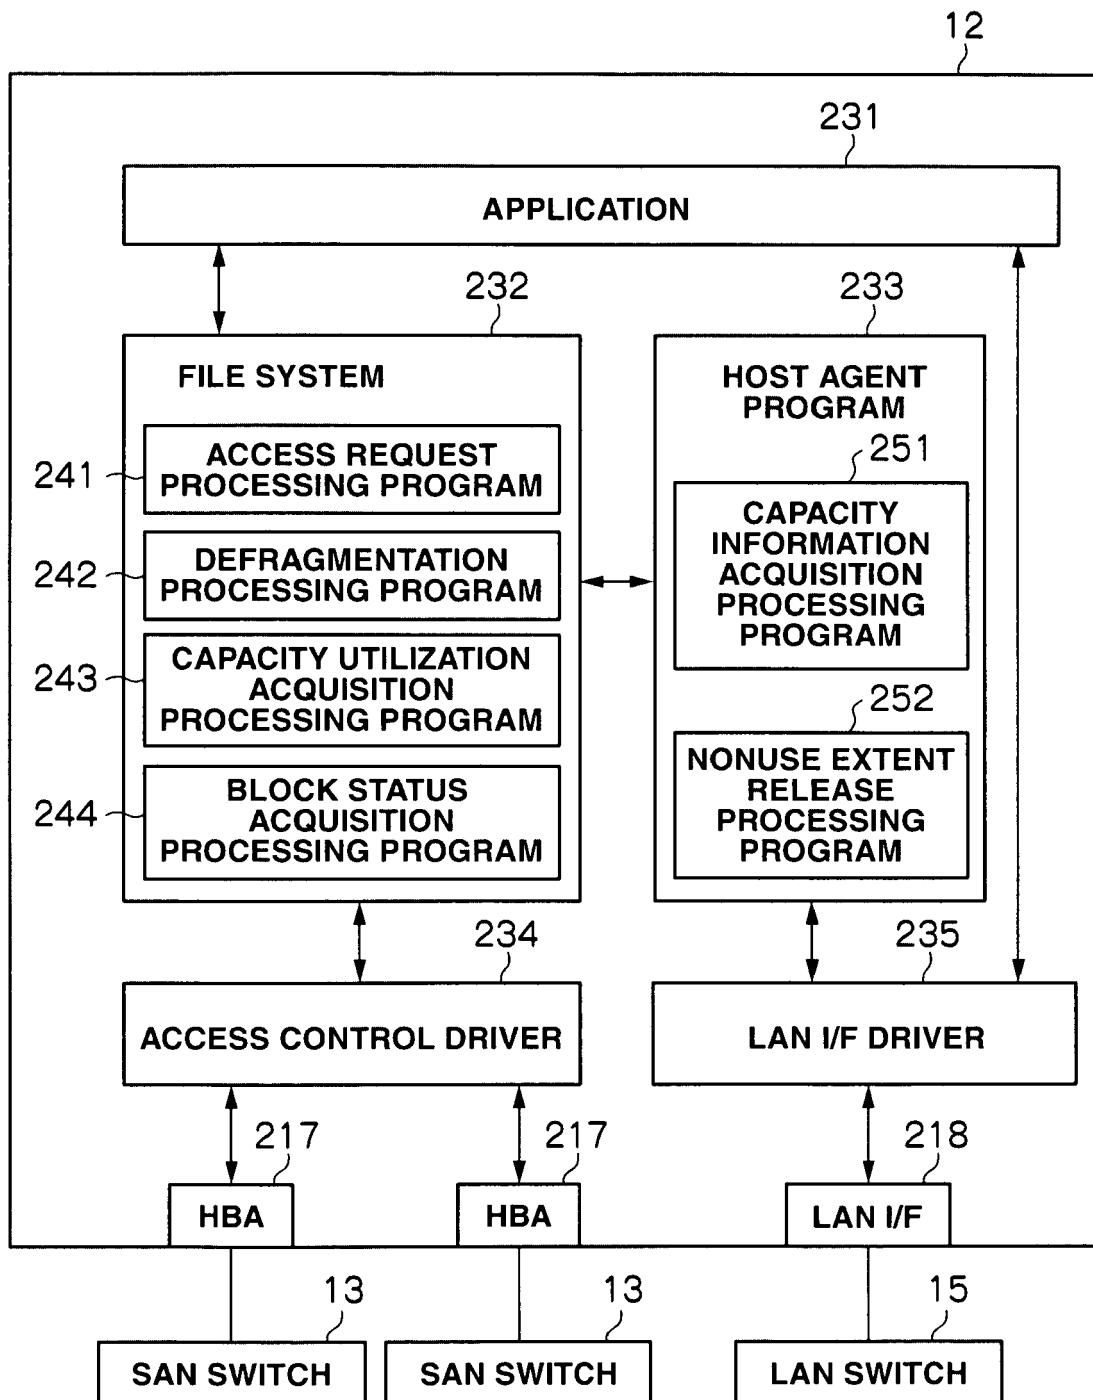 12
231
APPLICATION
232
233
FILE SYSTEM
HOST AGENT
PROGRAM
241
ACCESS REQUEST
PROCESSING PROGRAM
251
CAPACITY
INFORMATION
ACQUISITION
PROCESSING
PROGRAM
242
DEFRAGMENTATION
PROCESSING PROGRAM
243
CAPACITY UTILIZATION
ACQUISITION
PROCESSING PROGRAM
252
NONUSE EXTENT
RELEASE
PROCESSING
PROGRAM
244
BLOCK STATUS
ACQUISITION
PROCESSING PROGRAM
234
235
ACCESS CONTROL DRIVER
LAN I/F DRIVER
217
217
218
HBA
HBA
LAN I/F
13
13
15
SAN SWITCH
SAN SWITCH
LAN SWITCH